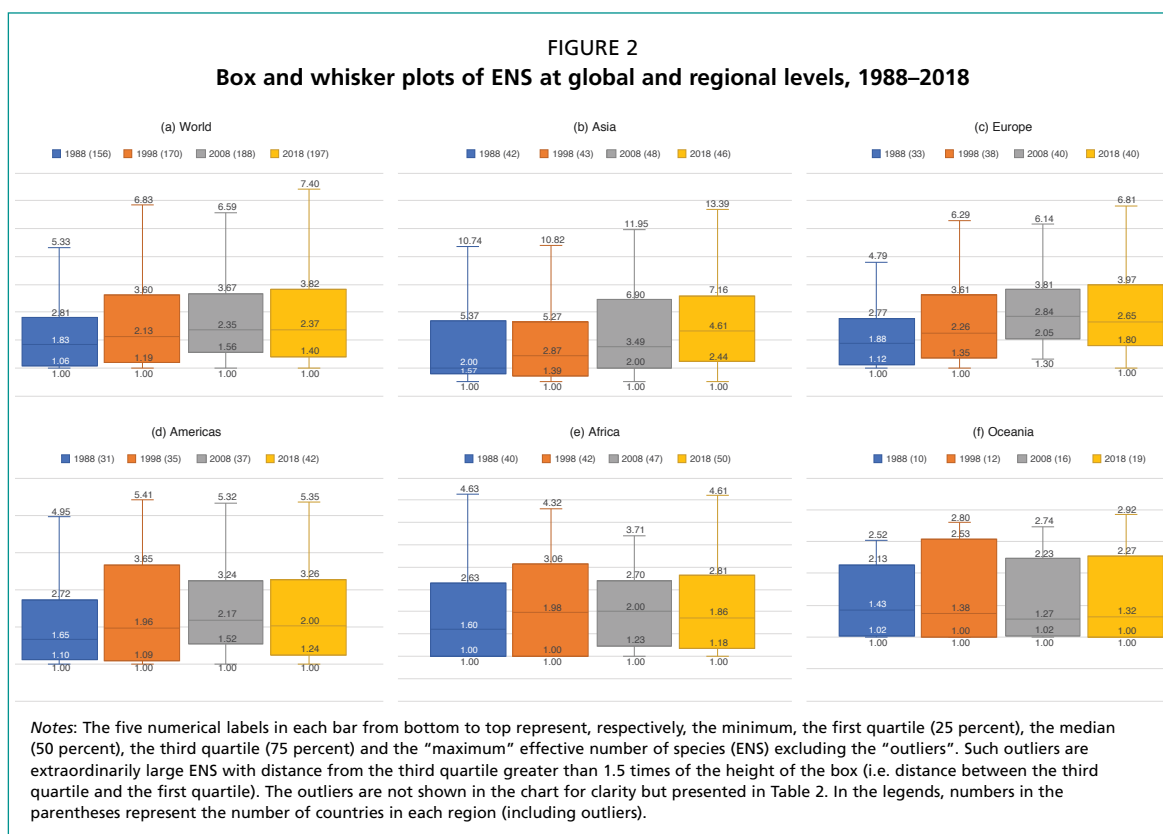 FIGURE 2
Box and whisker plots of ENS at global and regional levels, 1988–2018
(a) World
1988 (156) 1998 (170) 2008 (188) 2018 (197)
7.40
6.83
6.59
5.33
3.82
3.67
3.60
2.81
2.37
2.35
2.13
1.83
1.56
1.40
1.19
1.06
1.00 1.00 1.00 1.00
(b) Asia
1988 (42) 1998 (43) 2008 (48) 2018 (46)
13.39
11.95
10.74 10.82
7.16
6.90
5.37 5.27
4.61
3.49
2.87
2.44
2.00 2.00
1.57 1.39
1.00 1.00 1.00 1.00
(c) Europe
1988 (33) 1998 (38) 2008 (40) 2018 (40)
6.81
6.29 6.14
4.79
3.97
3.81
3.61
2.77 2.84
2.65
2.26
2.05
1.88 1.80
1.35
1.12 1.30
1.00 1.00 1.00
(d) Americas
1988 (31) 1998 (35) 2008 (37) 2018 (42)
5.41 5.32 5.35
4.95
3.65
3.24 3.26
2.72
2.17
1.96 2.00
1.65
1.52
1.24
1.10 1.09
1.00 1.00 1.00 1.00
(e) Africa
1988 (40) 1998 (42) 2008 (47) 2018 (50)
4.63 4.61
4.32
3.71
3.06
2.81
2.63 2.70
1.98 2.00
1.86
1.60
1.23 1.18
1.00 1.00
1.00 1.00 1.00 1.00
(f) Oceania
1988 (10) 1998 (12) 2008 (16) 2018 (19)
2.92
2.80 2.74
2.52 2.53
2.13 2.23 2.27
1.43 1.38
1.27 1.32
1.02 1.00 1.02 1.00
1.00 1.00 1.00 1.00
Notes: The five numerical labels in each bar from bottom to top represent, respectively, the minimum, the first quartile (25 percent), the median
(50 percent), the third quartile (75 percent) and the “maximum” effective number of species (ENS) excluding the “outliers”. Such outliers are
extraordinarily large ENS with distance from the third quartile greater than 1.5 times of the height of the box (i.e. distance between the third
quartile and the first quartile). The outliers are not shown in the chart for clarity but presented in Table 2. In the legends, numbers in the
parentheses represent the number of countries in each region (including outliers).